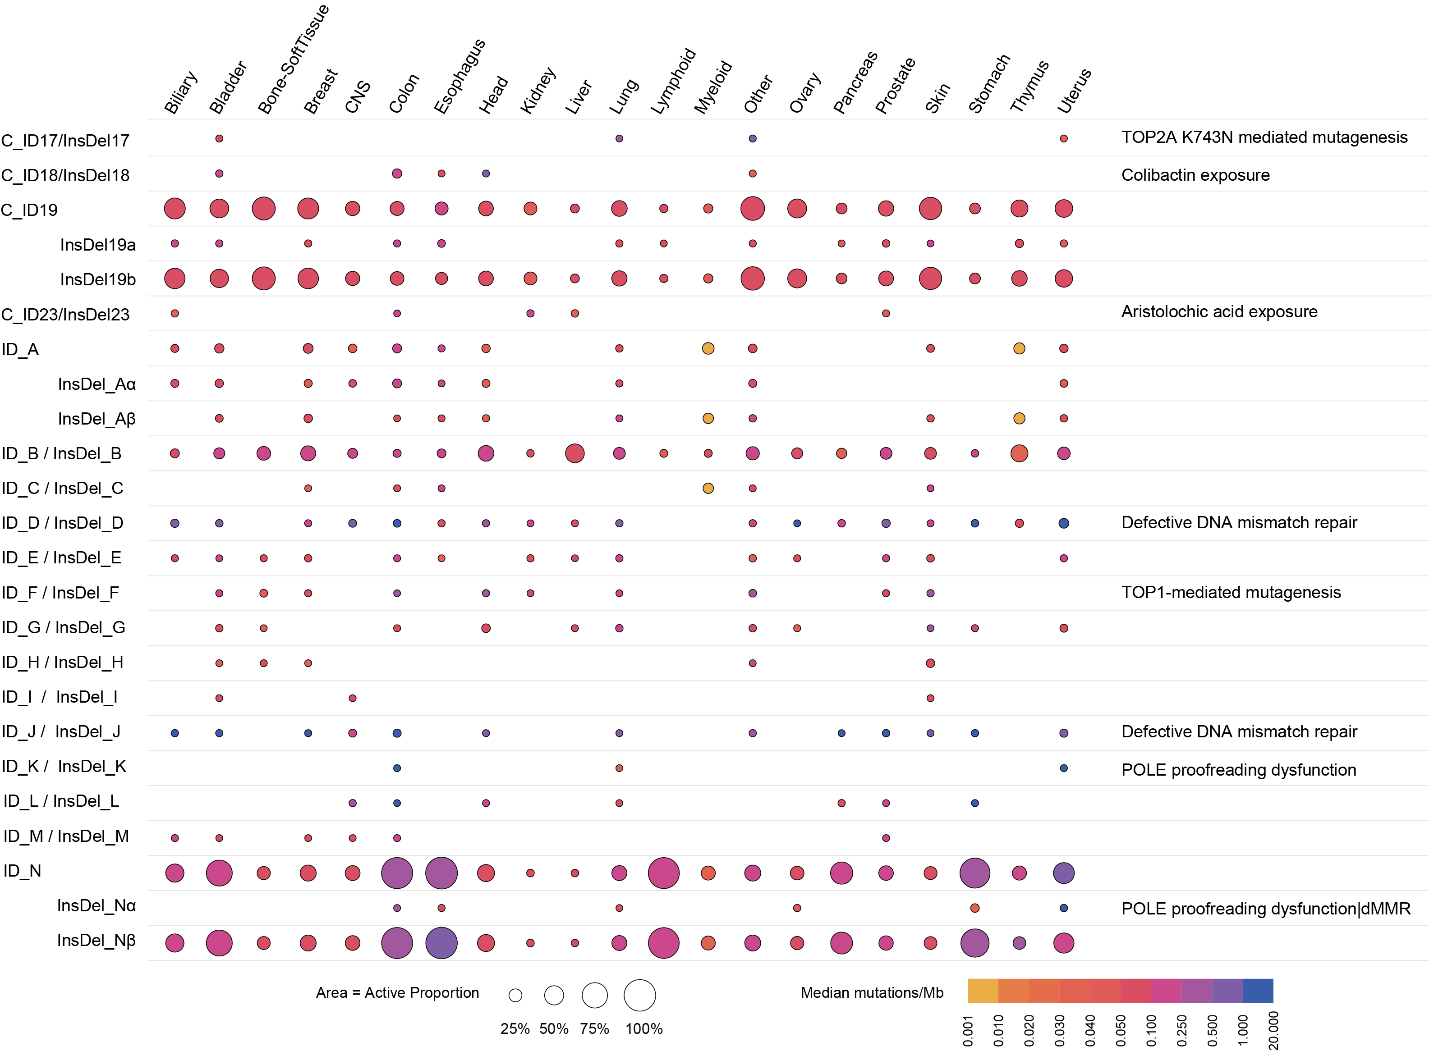 Biliary
Bladder
Bone-SoftTissue
Breast
CNS
Colon
Esophagus
Head
Kidney
Liver
Lung
Lymphoid
Myeloid
Other
Ovary
Pancreas
Prostate
Skin
Stomach
Thymus
Uterus
C_ID17/InsDel17 TOP2A K743N mediated mutagenesis
C_ID18/InsDel18 Colibactin exposure
C_ID19
InsDel19a
InsDel19b
C_ID23/InsDel23 Aristolochic acid exposure
ID_A
InsDel_Aα
InsDel_Aβ
ID_B / InsDel_B
ID_C / InsDel_C
ID_D / InsDel_D Defective DNA mismatch repair
ID_E / InsDel_E
ID_F / InsDel_F TOP1-mediated mutagenesis
ID_G / InsDel_G
ID_H / InsDel_H
ID_I / InsDel_I
ID_J / InsDel_J Defective DNA mismatch repair
ID_K / InsDel_K POLE proofreading dysfunction
ID_L / InsDel_L
ID_M / InsDel_M
ID_N
InsDel_Nα POLE proofreading dysfunction|dMMR
InsDel_Nβ
Area = Active Proportion
25% 50% 75% 100%
Median mutations/Mb
0.001
0.010
0.020
0.030
0.040
0.050
0.100
0.250
0.500
1.000
20.000